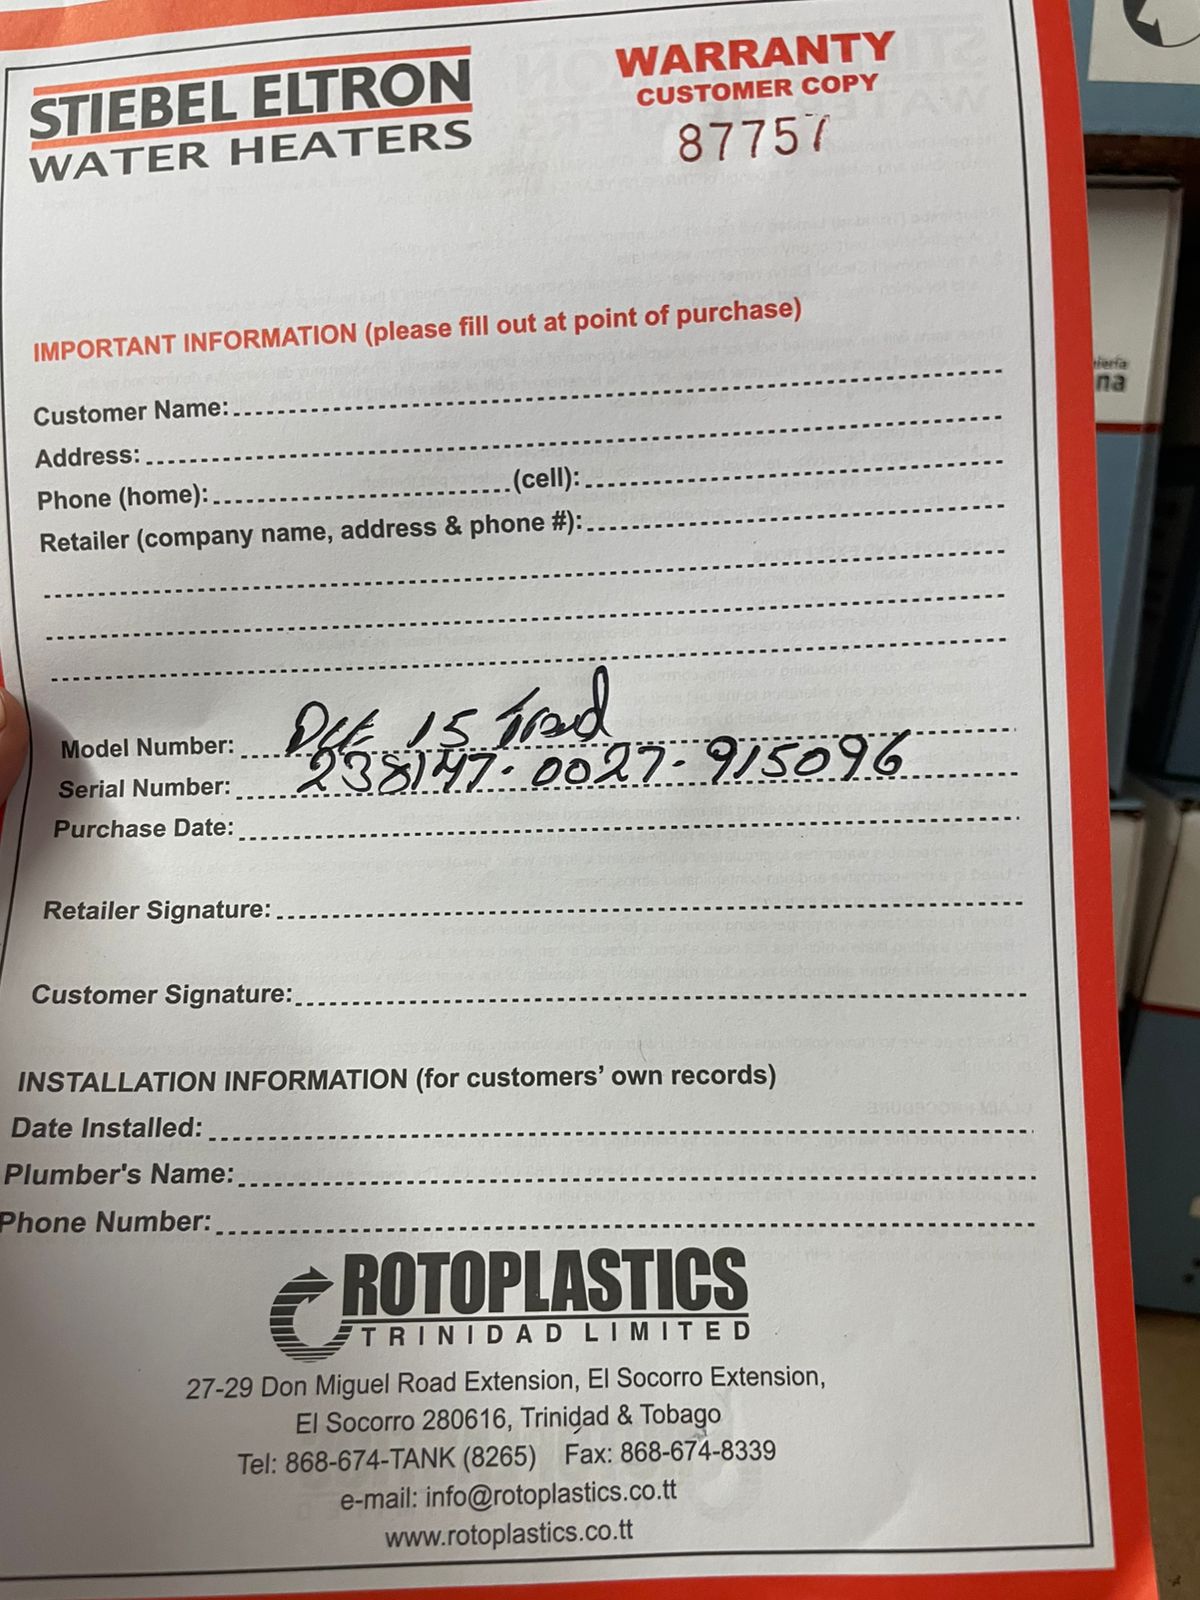 STIEBEL ELTRON
WATER HEATERS
WARRANTY
CUSTOMER COPY
87757
IMPORTANT INFORMATION (please fill out at point of purchase)
Customer Name:
Address:
Phone (home): (cell):
Retailer (company name, address & phone #):
Model Number: 15 Trend
Serial Number: 238147-0027-915096
Purchase Date:
Retailer Signature:
Customer Signature:
INSTALLATION INFORMATION (for customers' own records)
Date Installed:
Plumber's Name:
Phone Number:
ROTOPLASTICS
TRINIDAD LIMITED
27-29 Don Miguel Road Extension, El Socorro Extension,
El Socorro 280616, Trinidad & Tobago
Tel: 868-674-TANK (8265) Fax: 868-674-8339
e-mail: info@rotoplastics.co.tt
www.rotoplastics.co.tt